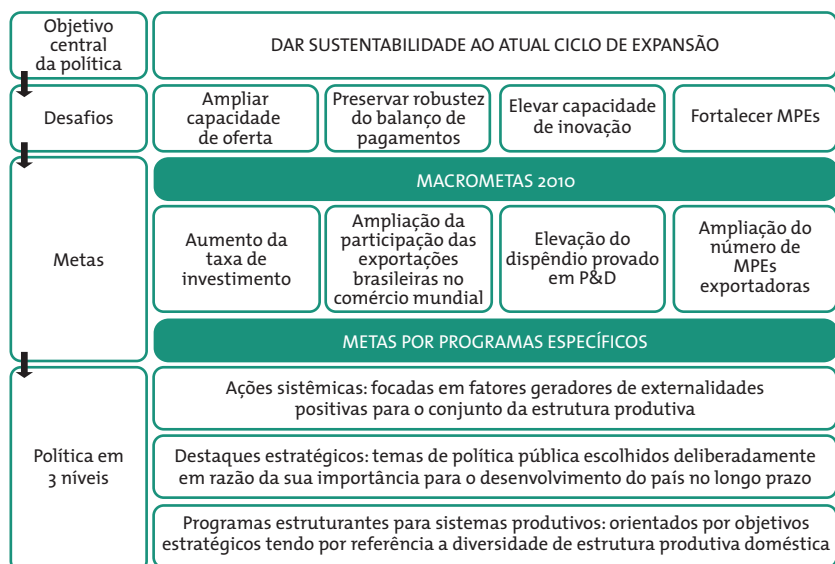 Objetivo
central
da política
DAR SUSTENTABILIDADE AO ATUAL CICLO DE EXPANSÃO
Desafios
Ampliar
capacidade
de oferta
Preservar robustez
do balanço de
pagamentos
Elevar capacidade
de inovação
Fortalecer MPEs
Metas
MACROMETAS 2010
Aumento da
taxa de
investimento
Ampliação da
participação das
exportações
brasileiras no
comércio mundial
Elevação do
dispêndio provado
em P&D
Ampliação do
número de
MPEs
exportadoras
METAS POR PROGRAMAS ESPECÍFICOS
Política em
3 níveis
Ações sistêmicas: focadas em fatores geradores de externalidades
positivas para o conjunto da estrutura produtiva
Destaques estratégicos: temas de política pública escolhidos deliberadamente
em razão da sua importância para o desenvolvimento do país no longo prazo
Programas estruturantes para sistemas produtivos: orientados por objetivos
estratégicos tendo por referência a diversidade de estrutura produtiva doméstica